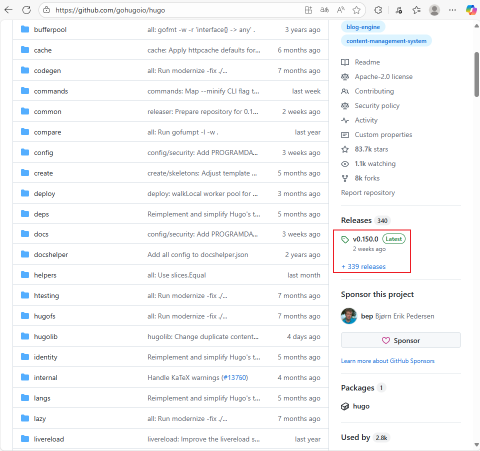 https://github.com/gohugoio/hugo
bufferpool all: gofmt -w -r 'interface{} -> any' . 3 years ago
cache cache: Apply httpcache defaults for... 6 months ago
codegen all: Run modernize -fix ./... 7 months ago
commands commands: Map --minify CLI flag t... last week
common releaser: Prepare repository for 0.1... 2 weeks ago
compare all: Run gofumpt -l -w . last year
config config/security: Add PROGRAMDA... 3 weeks ago
create create/skeletons: Adjust template 5 months ago
deploy deploy: walkLocal worker pool for ... 3 months ago
deps Reimplement and simplify Hugo's t... 5 months ago
docs config/security: Add PROGRAMDA... 3 weeks ago
docshelper Add all config to docshelper.json 2 years ago
helpers all: Use slices.Equal last month
htesting all: Run modernize -fix ./... 7 months ago
hugofs all: Run modernize -fix ./... 7 months ago
hugolib hugolib: Change duplicate conten... 4 days ago
identity Reimplement and simplify Hugo's t... 5 months ago
internal Handle KaTeX warnings (#13760) 4 months ago
langs Reimplement and simplify Hugo's t... 5 months ago
lazy all: Run modernize -fix ./... 7 months ago
livereload livereload: Improve the livereload s... last year
blog-engine
content-management-system
Readme
Apache-2.0 license
Contributing
Security policy
Activity
Custom properties
83.7k stars
1.1k watching
8k forks
Report repository
Releases 340
v0.150.0 Latest
2 weeks ago
+ 339 releases
Sponsor this project
bep Bjørn Erik Pedersen
Sponsor
Learn more about GitHub Sponsors
Packages 1
hugo
Used by 2.8k